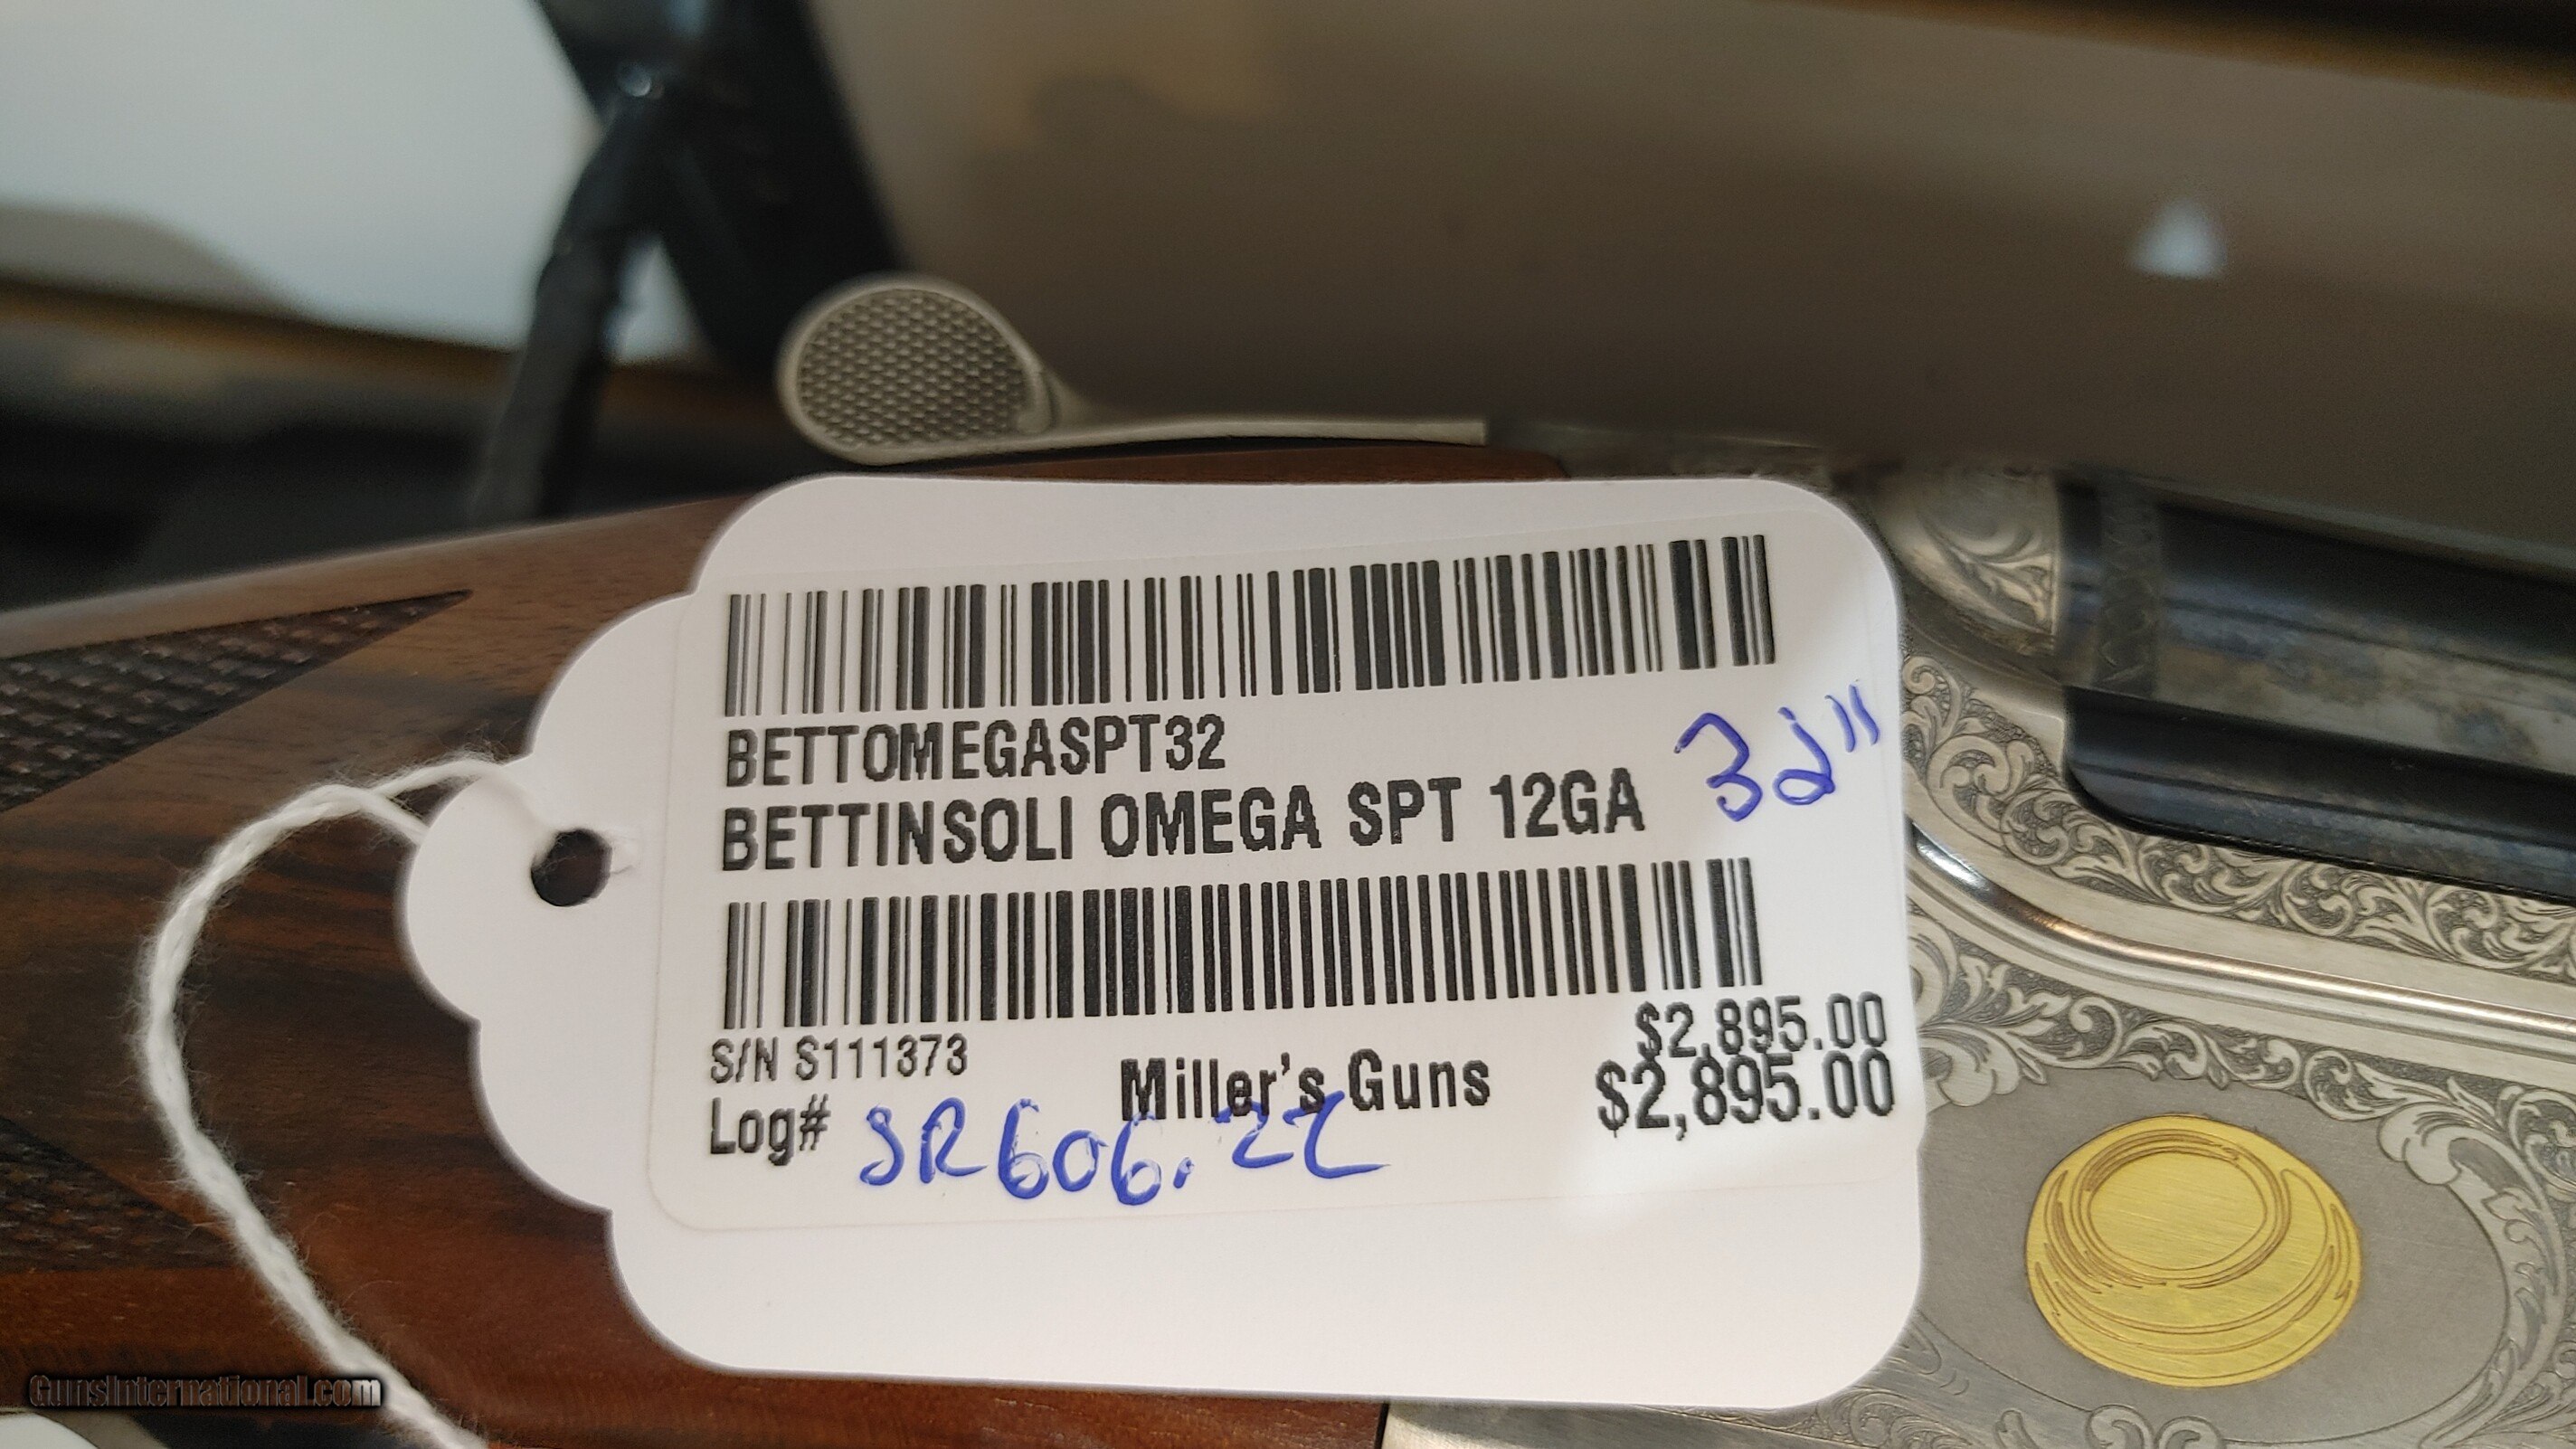 BETTOMEGASPT32
32"
BETTINSOLI OMEGA SPT 12GA
S/N S111373
$2,895.00
Miller's Guns
$2,895.00
Log# SR606.22
GunsInternational.com